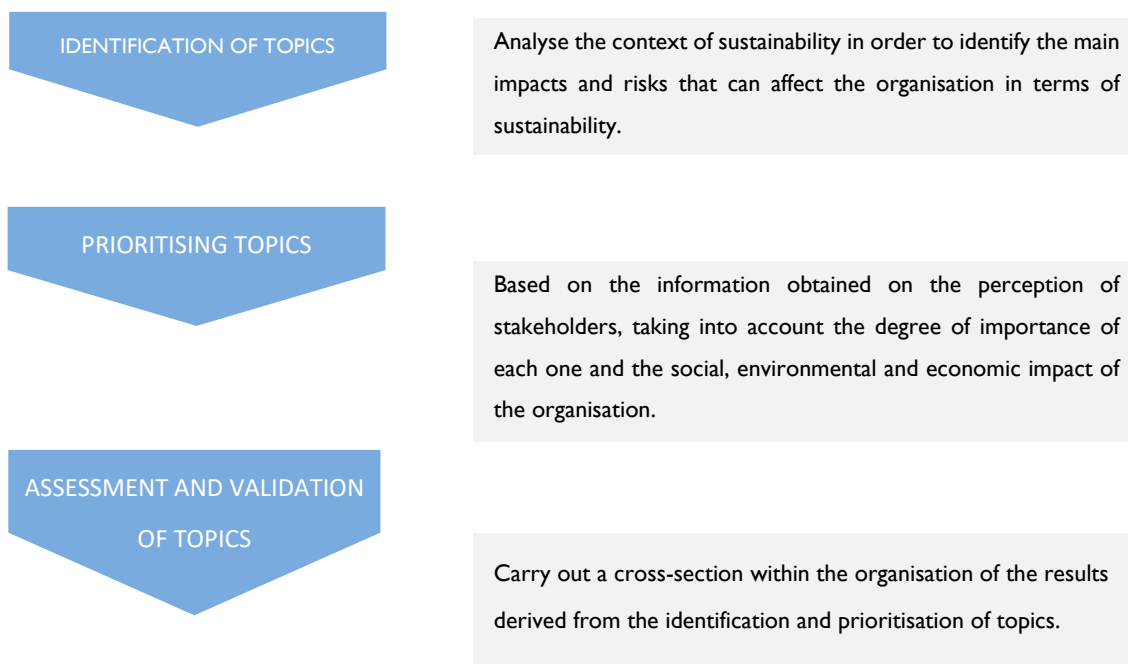 IDENTIFICATION OF TOPICS
Analyse the context of sustainability in order to identify the main
impacts and risks that can affect the organisation in terms of
sustainability.
PRIORITISING TOPICS
Based on the information obtained on the perception of
stakeholders, taking into account the degree of importance of
each one and the social, environmental and economic impact of
the organisation.
ASSESSMENT AND VALIDATION
OF TOPICS
Carry out a cross-section within the organisation of the results
derived from the identification and prioritisation of topics.